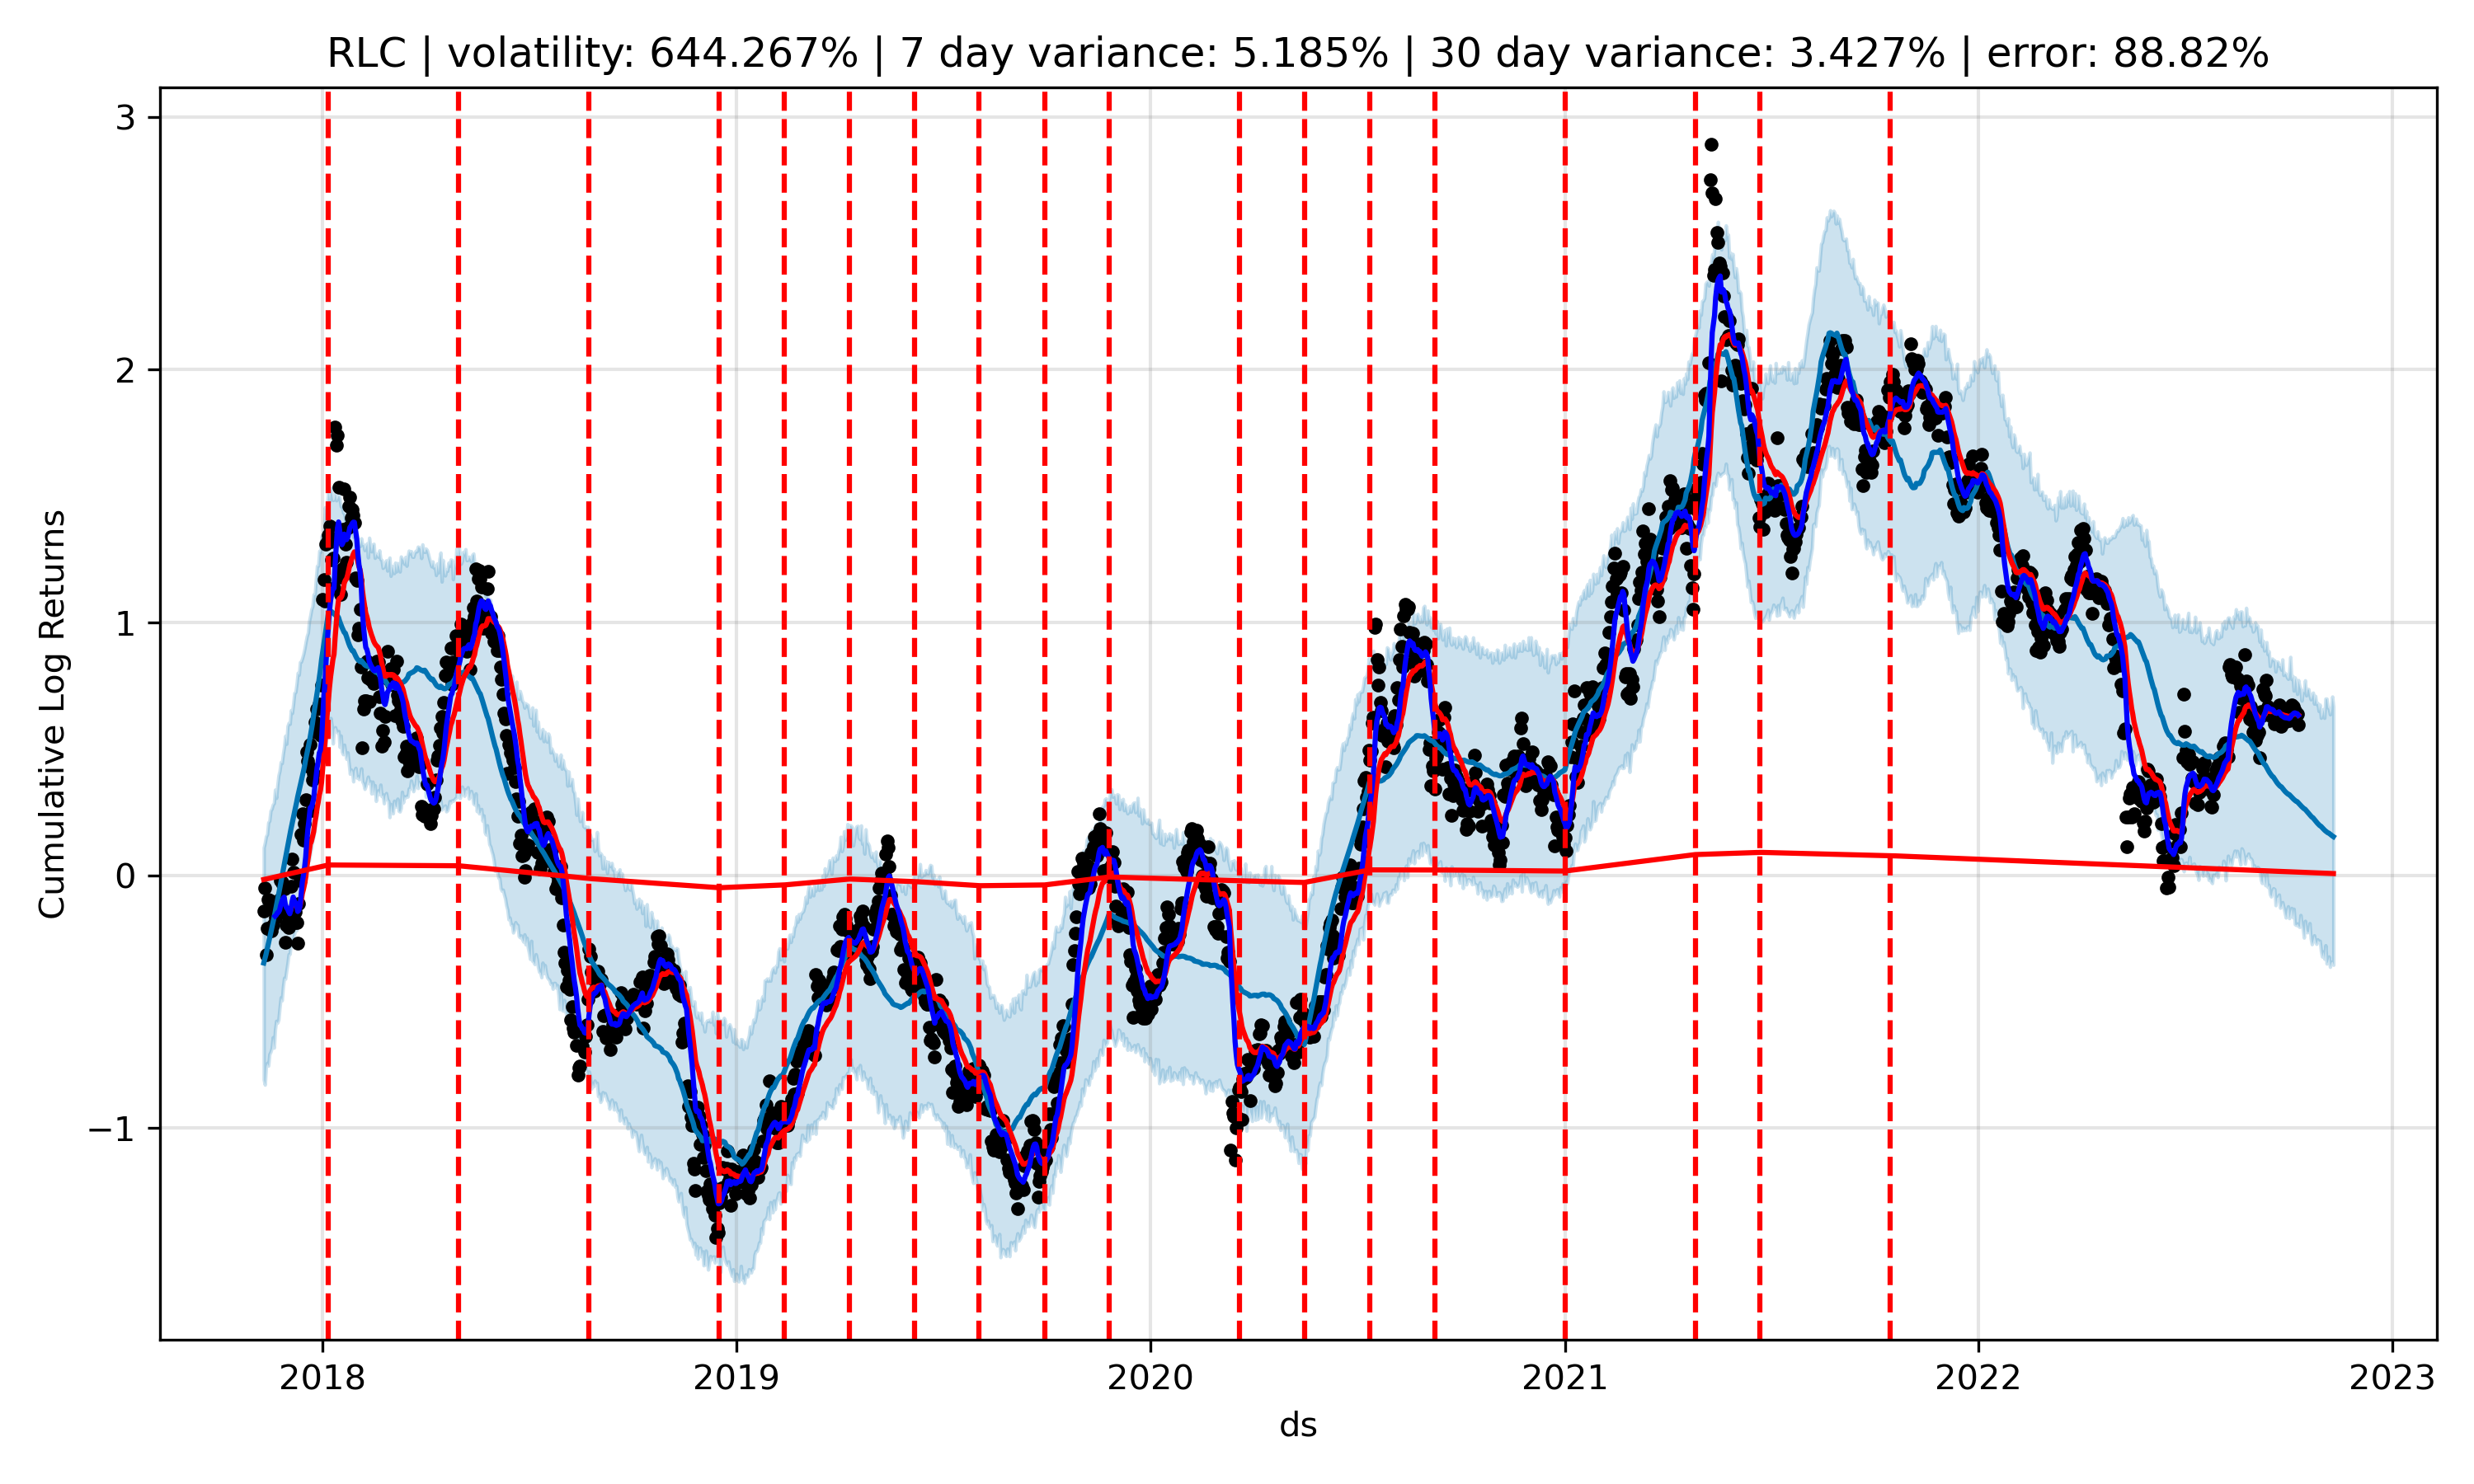 RLC | volatility: 644.267% | 7 day variance: 5.185% | 30 day variance: 3.427% | error: 88.82%
3
2
1
0
−1
Cumulative Log Returns
2018 2019 2020 2021 2022 2023
ds